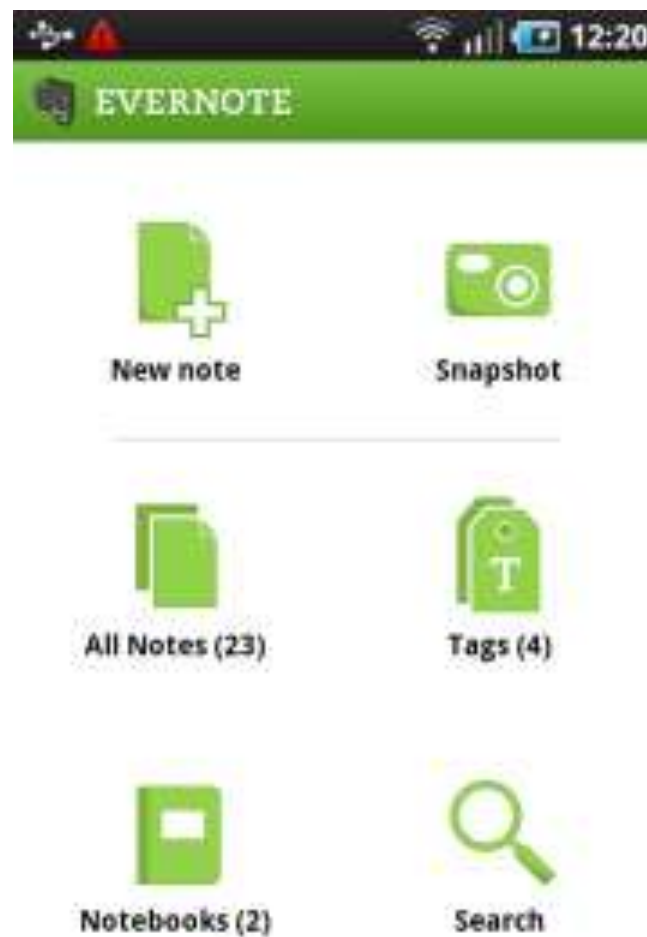 12:20
EVERNOTE
New note Snapshot
T
All Notes (23) Tags (4)
Notebooks (2) Search